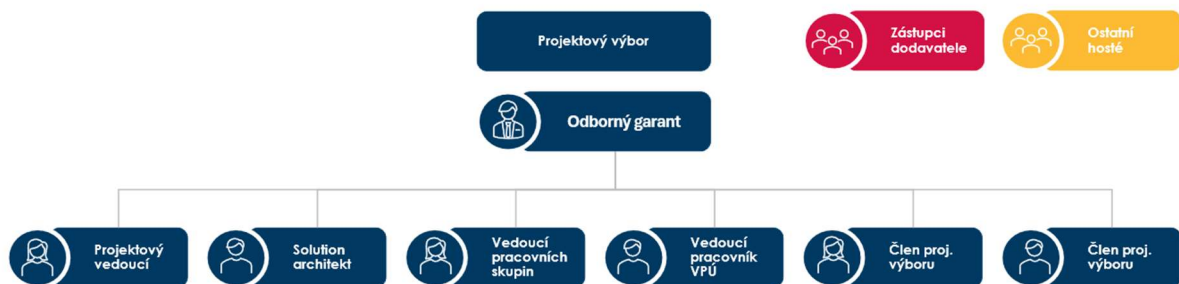 Projektový výbor
Zástupci
dodavatele
Ostatní
hosté
Odborný garant
Projektový
vedoucí
Solution
architekt
Vedoucí
pracovních
skupin
Vedoucí
pracovník
VPÚ
Člen proj.
výboru
Člen proj.
výboru